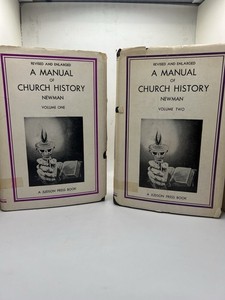 REVISED AND ENLARGED
A MANUAL
OF
CHURCH HISTORY
NEWMAN
VOLUME ONE
A JUDSON PRESS BOOK
REVISED AND ENLARGED
A MANUAL
OF
CHURCH HISTORY
NEWMAN
VOLUME TWO
A JUDSON PRESS BOOK